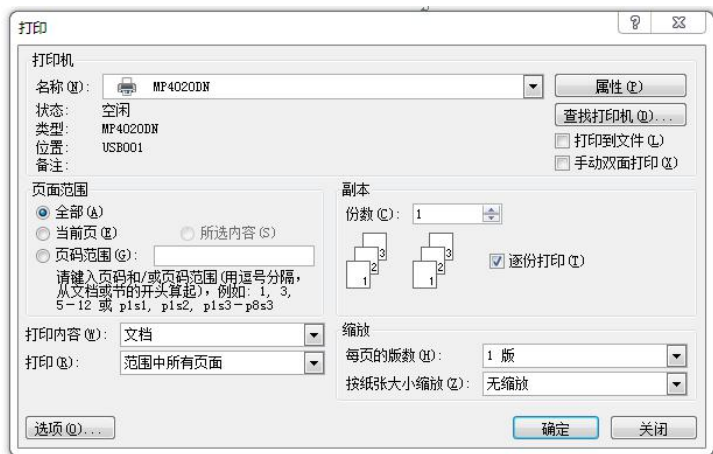 打印
打印机
名称(N): MP4020DN 属性(P)
状态: 空闲
类型: MP4020DN
位置: USB001
备注:
查找打印机(D)...
打印到文件(L)
手动双面打印(X)
页面范围
全部(A)
当前页(E) 所选内容(S)
页码范围(G):
请键入页码和/或页码范围(用逗号分隔，
从文档或节的开头算起)，例如: 1, 3,
5-12 或 p1s1, p1s2, p1s3-p8s3
副本
份数(C): 1
1 2 3 1 2 3
逐份打印(T)
打印内容(W): 文档
打印(R): 范围中所有页面
缩放
每页的版数(H): 1 版
按纸张大小缩放(Z): 无缩放
选项(O)... 确定 关闭